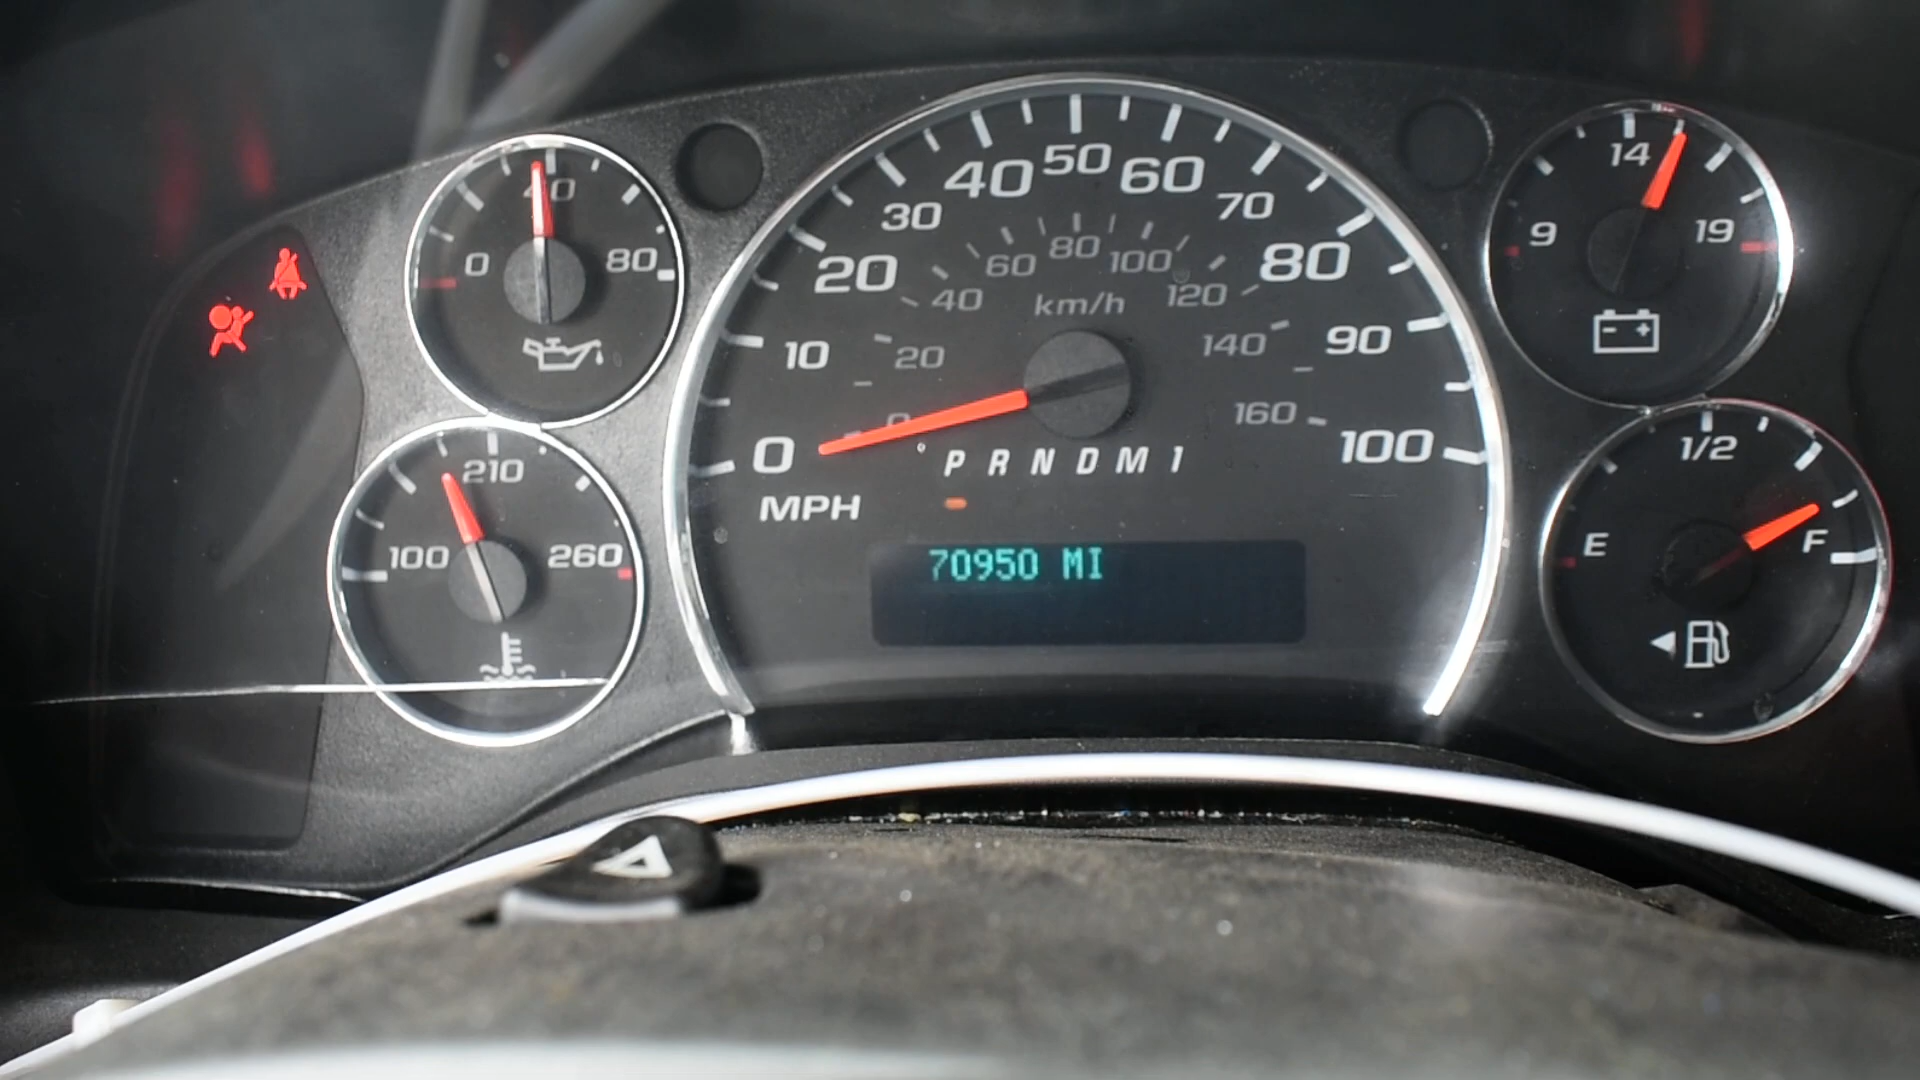 0 40 80
100 210 260
0 10 20 30 40 50 60 70 80 90 100
MPH
0 20 40 60 80 100 120 140 160
km/h
P R N D M 1
70950 MI
9 14 19
E 1/2 F